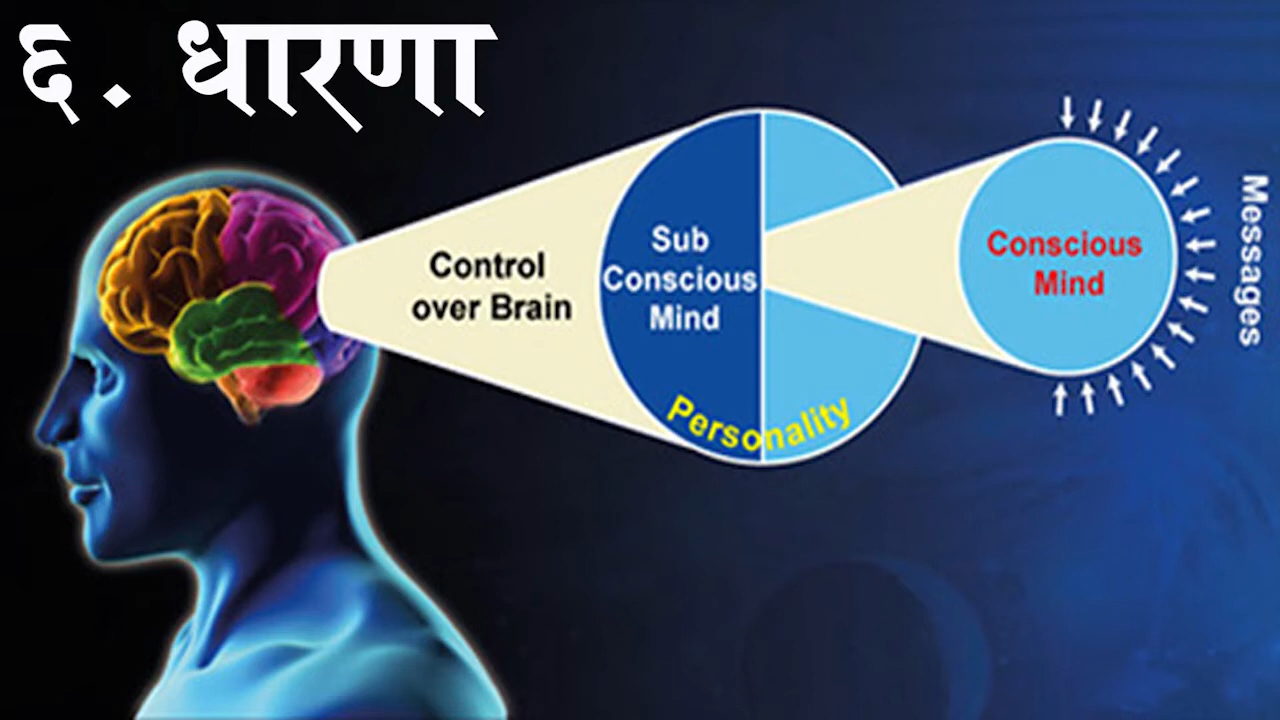 ६. धारणा
Control
over Brain
Sub
Conscious
Mind
Personality
Conscious
Mind
Messages